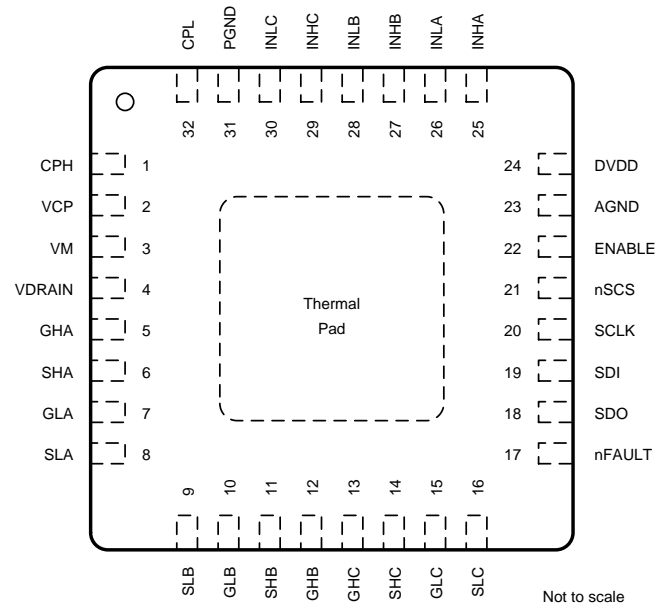 CPL PGND INLC INHC INLB INHB INLA INHA
32 31 30 29 28 27 26 25
CPH 1 24 DVDD
VCP 2 23 AGND
VM 3 22 ENABLE
VDRAIN 4 21 nSCS
GHA 5 20 SCLK
SHA 6 19 SDI
GLA 7 18 SDO
SLA 8 17 nFAULT
Thermal
Pad
9 10 11 12 13 14 15 16
SLB GLB SHB GHB GHC SHC GLC SLC
Not to scale